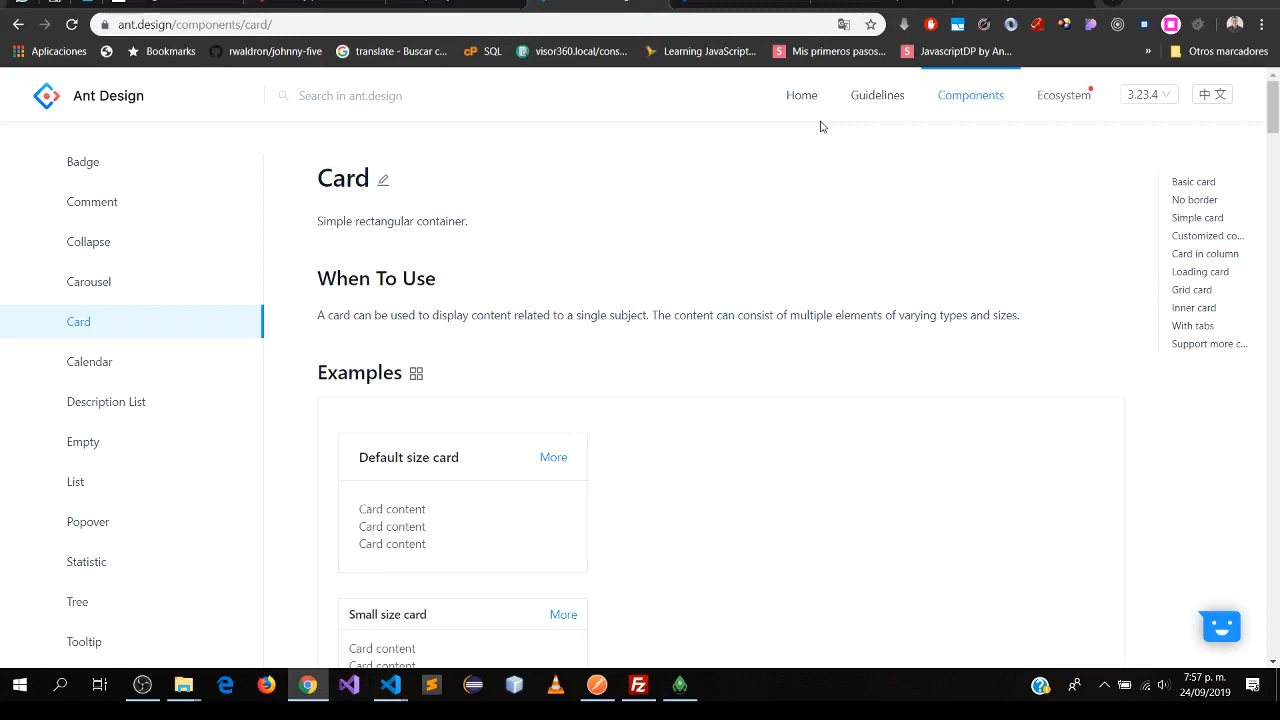 ant.design/components/card/
Aplicaciones
Bookmarks
rwaldron/johnny-five
translate - Buscar c...
cP SQL
visor360.local/cons...
Learning JavaScript...
Mis primeros pasos...
JavascriptDP by An...
»
Otros mercadores
Ant Design
Search in ant.design
Home
Guidelines
Components
Ecosystem
3.23.4
中 文
Badge
Comment
Collapse
Carousel
Card
Calendar
Description List
Empty
List
Popover
Statistic
Tree
Tooltip
Card
Simple rectangular container.
When To Use
A card can be used to display content related to a single subject. The content can consist of multiple elements of varying types and sizes.
Examples
Default size card
More
Card content
Card content
Card content
Small size card
More
Card content
Card content
Basic card
No border
Simple card
Customized co...
Card in column
Loading card
Grid card
Inner card
With tabs
Support more c...
7:57 p. m.
24/09/2019